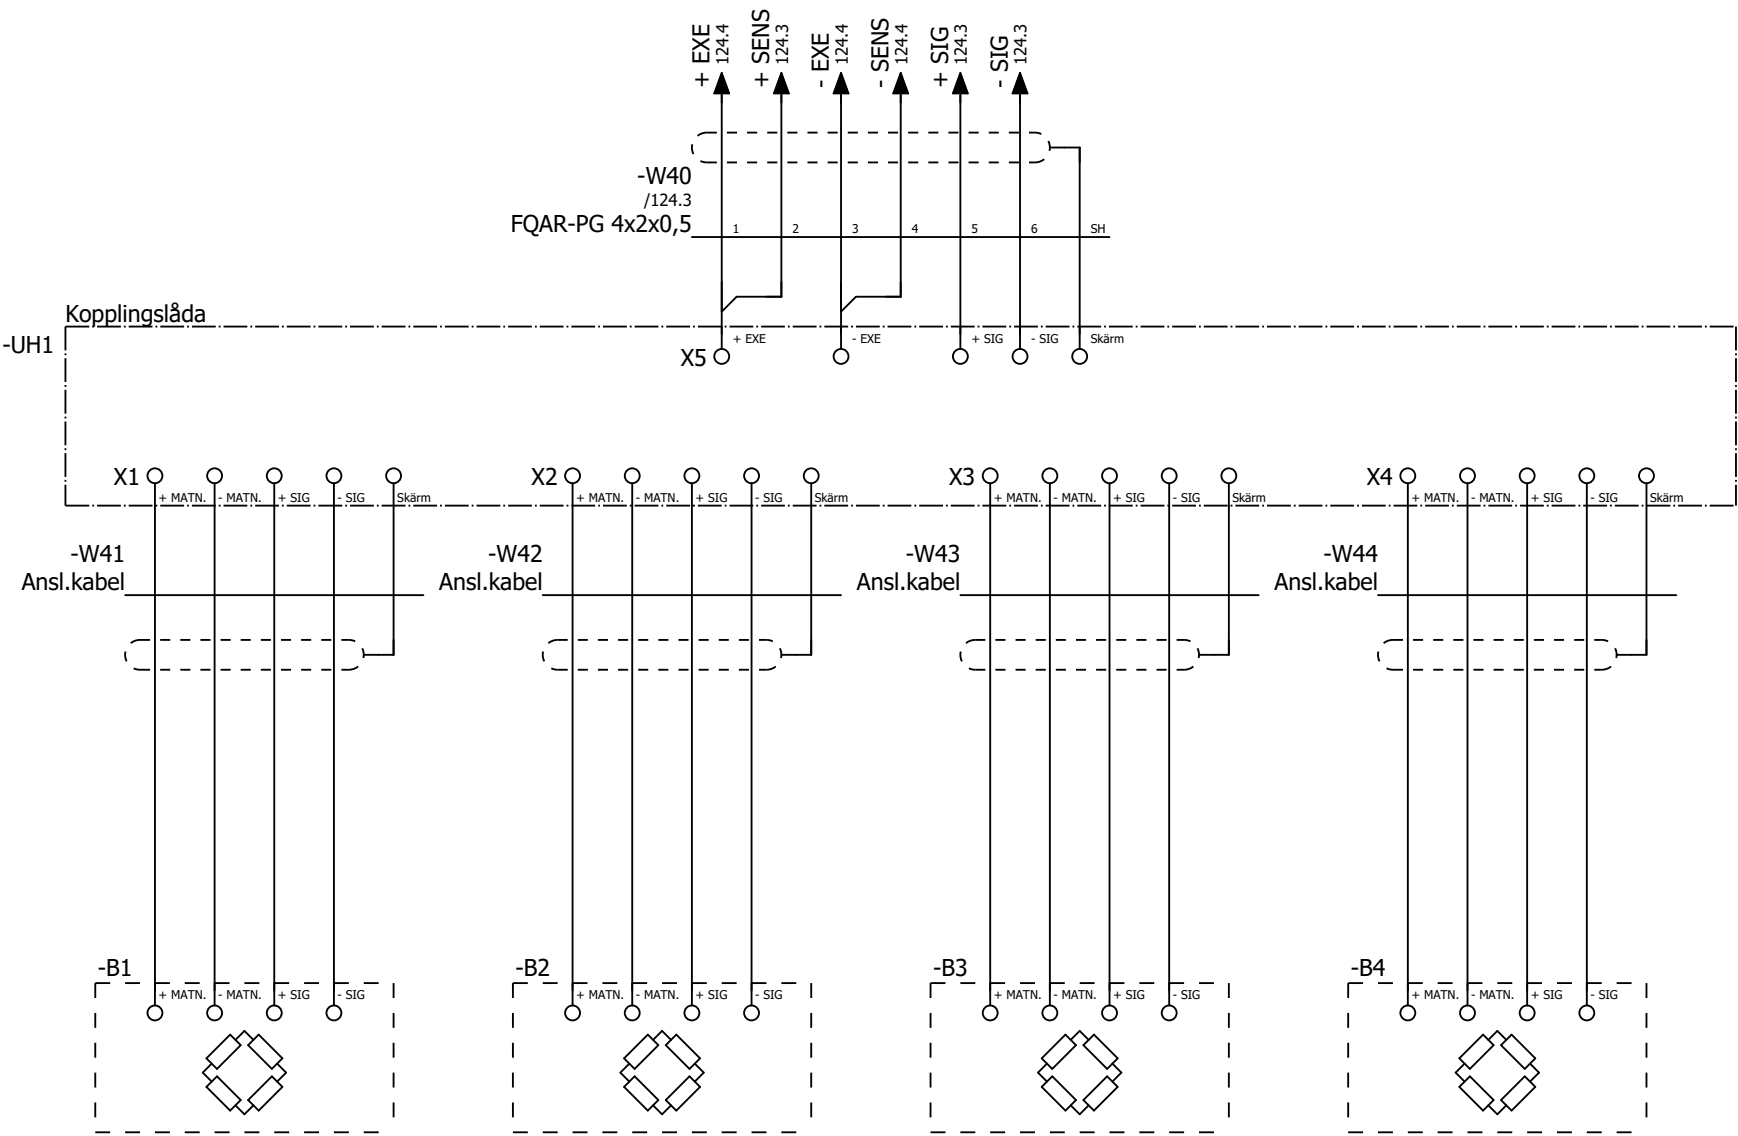 + EXE
124.4
+ SENS
124.3
- EXE
124.4
- SENS
124.4
+ SIG
124.3
- SIG
124.3
-W40
/124.3
FQAR-PG 4x2x0,5
1 2 3 4 5 6 SH
Kopplingslåda
-UH1
+ EXE - EXE + SIG - SIG Skärm
X5
X1 X2 X3 X4
+ MATN. - MATN. + SIG - SIG Skärm + MATN. - MATN. + SIG - SIG Skärm + MATN. - MATN. + SIG - SIG Skärm + MATN. - MATN. + SIG - SIG Skärm
-W41 -W42 -W43 -W44
Ansl.kabel Ansl.kabel Ansl.kabel Ansl.kabel
-B1 -B2 -B3 -B4
+ MATN. - MATN. + SIG - SIG + MATN. - MATN. + SIG - SIG + MATN. - MATN. + SIG - SIG + MATN. - MATN. + SIG - SIG